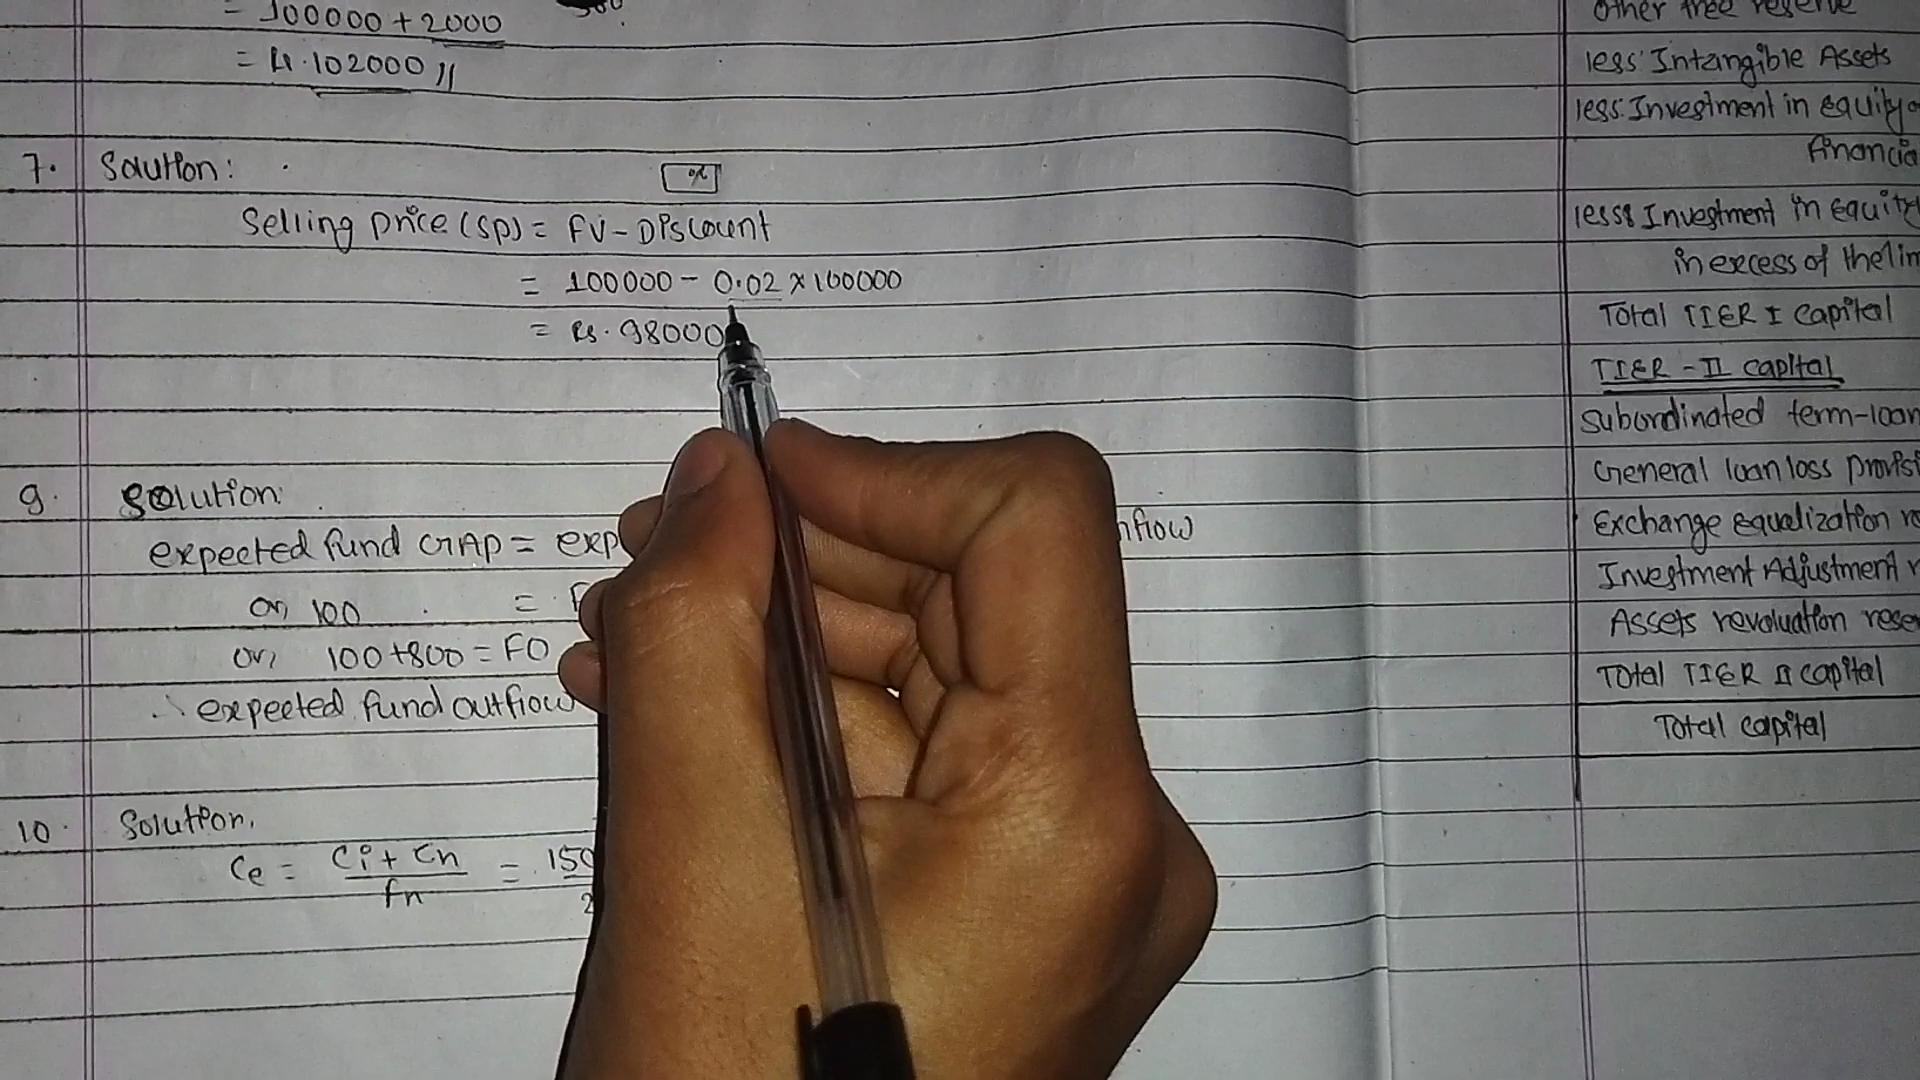 = 100000 + 2000
= Rs. 102000 //
7. Solution:
%
Selling price (SP) = FV - Discount
= 100000 - 0.02 × 100000
= Rs. 98000
9. Solution:
expected fund GAP = exp nflow
or, 100 = F
or, 100+800 = FO
∴ expected fund outflow
10. Solution,
Ce = Ci + Cn = 150
fn 2
Other free reserve
less: Intangible Assets
less: Investment in equity o
financia
less: Investment in equity
in excess of the lim
Total TIER I capital
TIER - II capital
subordinated term-loan
General loan loss provisi
Exchange equalization re
Investment Adjustment r
Assets revaluation rese
Total TIER II capital
Total capital